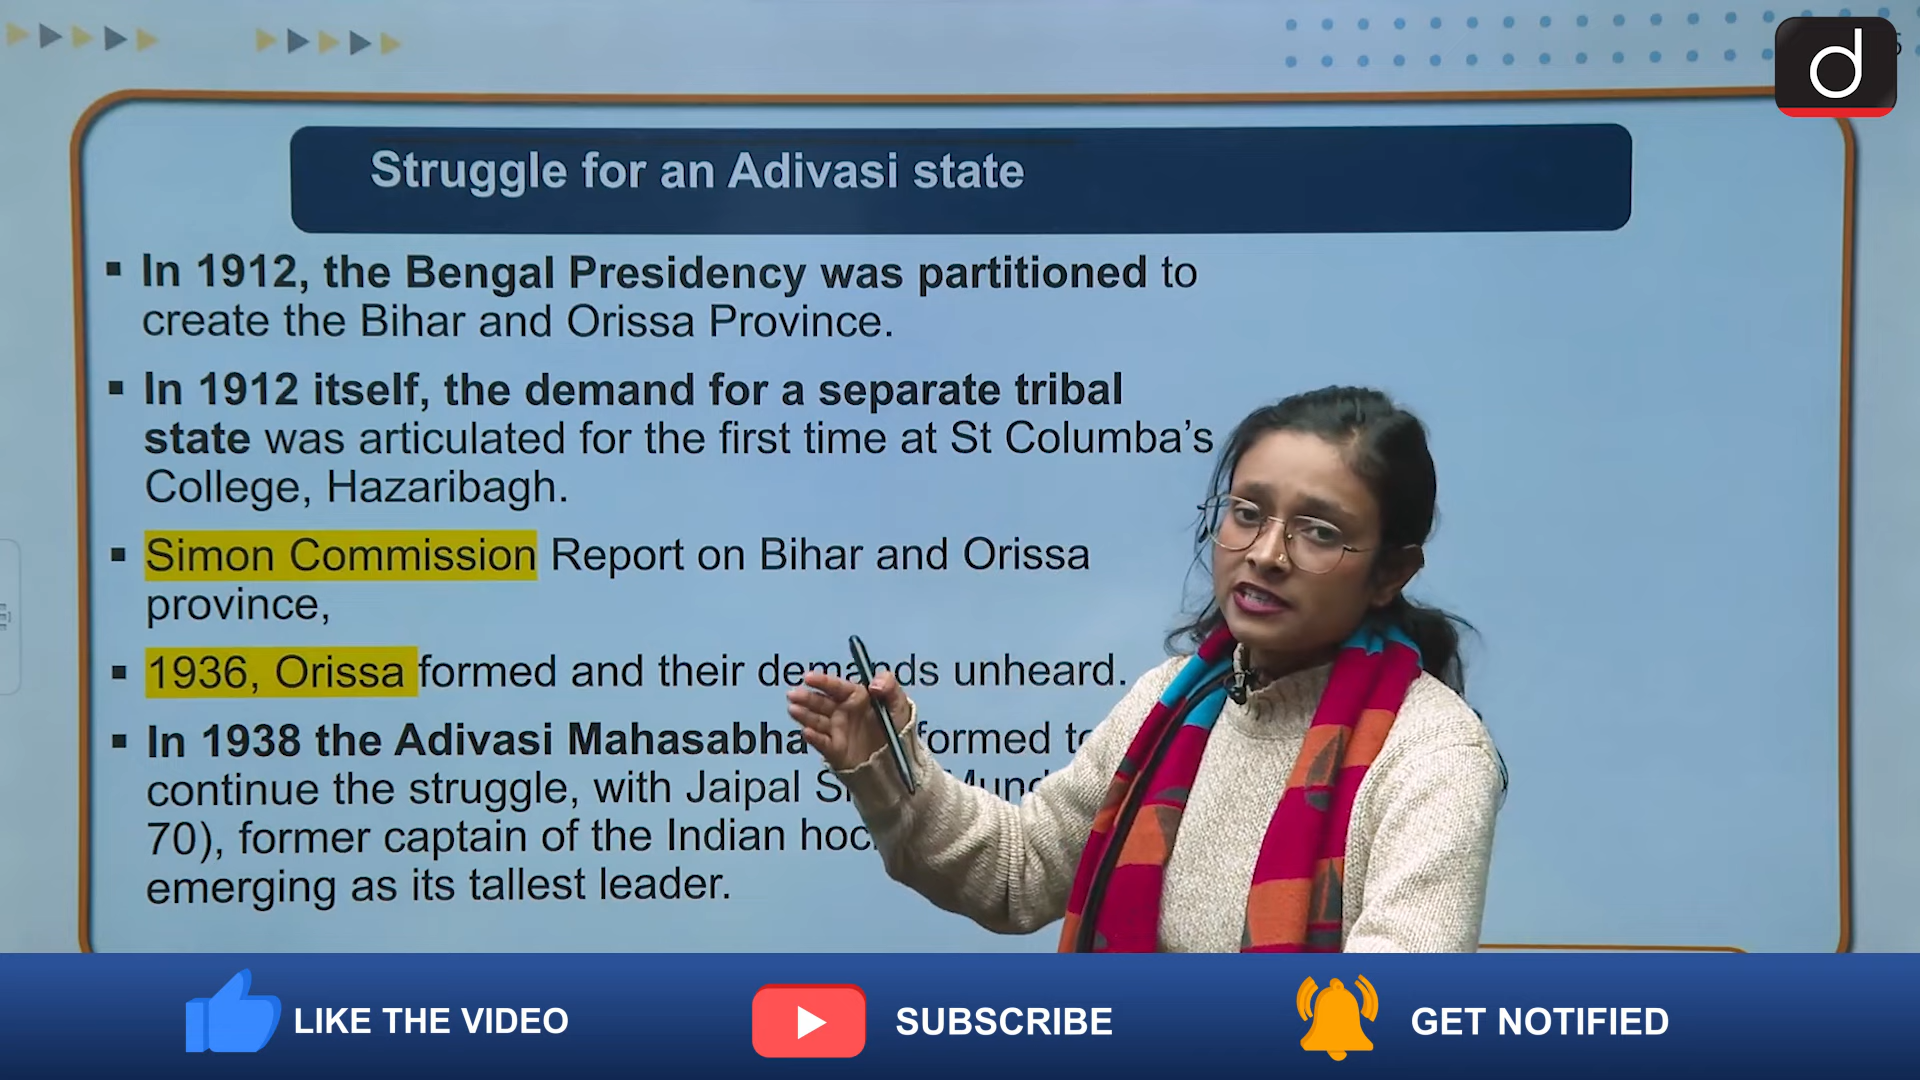 d
Struggle for an Adivasi state
▪ In 1912, the Bengal Presidency was partitioned to
create the Bihar and Orissa Province.
▪ In 1912 itself, the demand for a separate tribal
state was articulated for the first time at St Columba's
College, Hazaribagh.
▪ Simon Commission Report on Bihar and Orissa
province,
▪ 1936, Orissa formed and their demands unheard.
▪ In 1938 the Adivasi Mahasabha formed
continue the struggle, with Jaipal
70), former captain of the Indian
emerging as its tallest leader.
LIKE THE VIDEO
SUBSCRIBE
GET NOTIFIED